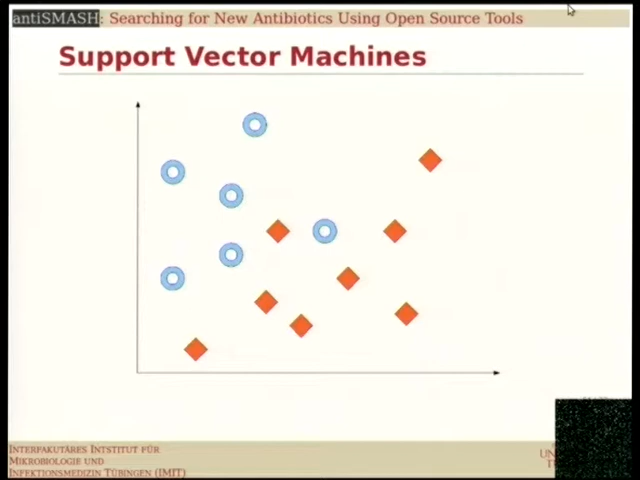 antiSMASH: Searching for New Antibiotics Using Open Source Tools
Support Vector Machines
INTERFAKUTÄRES INTSTITUT FÜR
MIKROBIOLOGIE UND
INFEKTIONSMEDIZIN TÜBINGEN (IMIT)